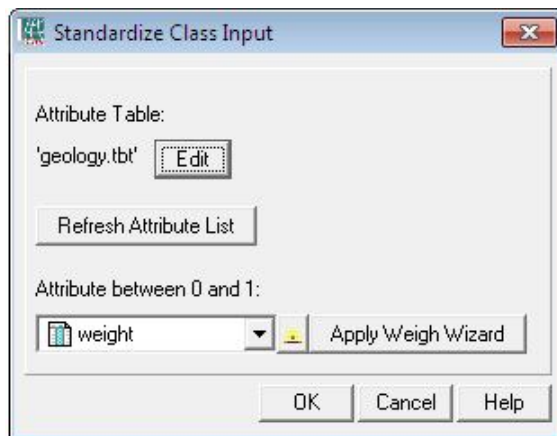 Standardize Class Input
Attribute Table:
'geology.tbt' Edit
Refresh Attribute List
Attribute between 0 and 1:
weight Apply Weigh Wizard
OK Cancel Help